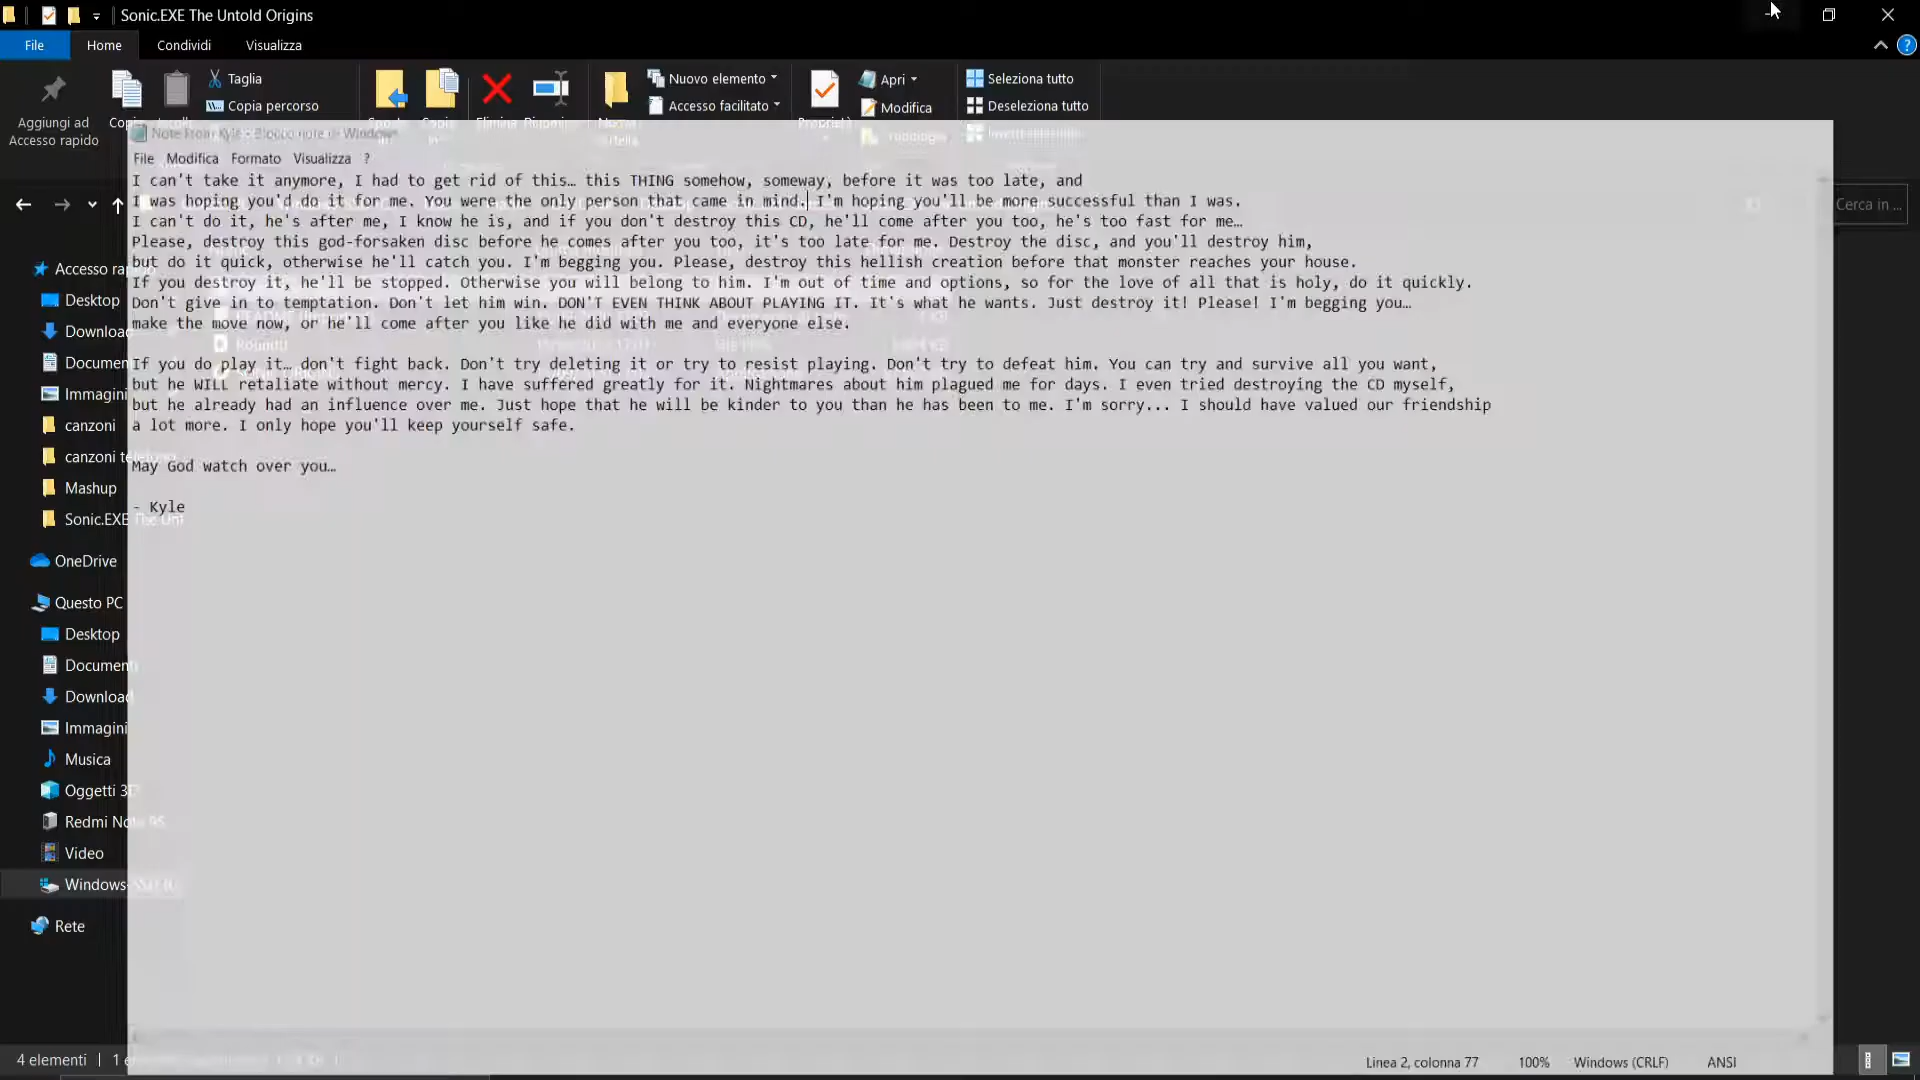 Sonic.EXE The Untold Origins
File Home Condividi Visualizza
Taglia
Copia percorso
Nuovo elemento
Accesso facilitato
Apri
Modifica
Seleziona tutto
Deseleziona tutto
Aggiungi ad
Accesso rapido
Elimina
Proprietà
Note From Kyle - Blocco note di Windows
File Modifica Formato Visualizza ?
I can't take it anymore, I had to get rid of this… this THING somehow, someway, before it was too late, and
I was hoping you'd do it for me. You were the only person that came in mind. I'm hoping you'll be more successful than I was.
I can't do it, he's after me, I know he is, and if you don't destroy this CD, he'll come after you too, he's too fast for me…
Please, destroy this god-forsaken disc before he comes after you too, it's too late for me. Destroy the disc, and you'll destroy him,
but do it quick, otherwise he'll catch you. I'm begging you. Please, destroy this hellish creation before that monster reaches your house.
If you destroy it, he'll be stopped. Otherwise you will belong to him. I'm out of time and options, so for the love of all that is holy, do it quickly.
Don't give in to temptation. Don't let him win. DON'T EVEN THINK ABOUT PLAYING IT. It's what he wants. Just destroy it! Please! I'm begging you…
make the move now, or he'll come after you like he did with me and everyone else.
If you do play it… don't fight back. Don't try deleting it or try to resist playing. Don't try to defeat him. You can try and survive all you want,
but he WILL retaliate without mercy. I have suffered greatly for it. Nightmares about him plagued me for days. I even tried destroying the CD myself,
but he already had an influence over me. Just hope that he will be kinder to you than he has been to me. I'm sorry... I should have valued our friendship
a lot more. I only hope you'll keep yourself safe.
May God watch over you…
- Kyle
Cerca in ...
Accesso rapido
Desktop
Download
Documen
Immagini
canzoni
canzoni
Mashup
Sonic.EXE The Unt
OneDrive
Questo PC
Desktop
Document
Download
Immagini
Musica
Oggetti 3D
Redmi Note 9S
Video
Windows-SSD
Rete
4 elementi
Linea 2, colonna 77
100%
Windows (CRLF)
ANSI